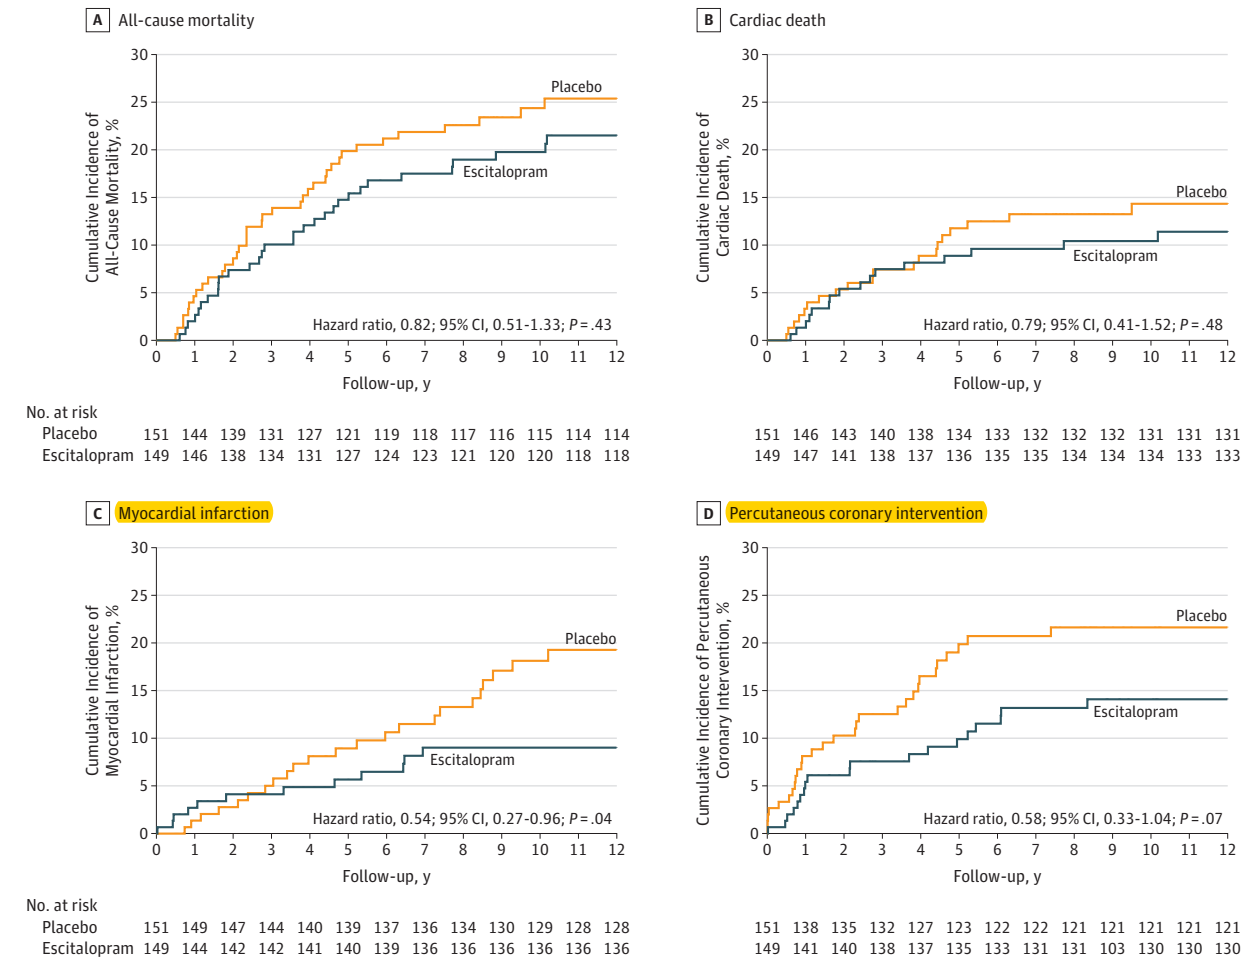 A All-cause mortality
Cumulative Incidence of
All-Cause Mortality, %
30
25
20
15
10
5
0
Placebo
Escitalopram
Hazard ratio, 0.82; 95% CI, 0.51-1.33; P = .43
0 1 2 3 4 5 6 7 8 9 10 11 12
Follow-up, y
No. at risk
Placebo 151 144 139 131 127 121 119 118 117 116 115 114 114
Escitalopram 149 146 138 134 131 127 124 123 121 120 120 118 118
B Cardiac death
Cumulative Incidence of
Cardiac Death, %
30
25
20
15
10
5
0
Placebo
Escitalopram
Hazard ratio, 0.79; 95% CI, 0.41-1.52; P = .48
0 1 2 3 4 5 6 7 8 9 10 11 12
Follow-up, y
151 146 143 140 138 134 133 132 132 132 131 131 131
149 147 141 138 137 136 135 135 134 134 134 133 133
C Myocardial infarction
Cumulative Incidence of
Myocardial Infarction, %
30
25
20
15
10
5
0
Placebo
Escitalopram
Hazard ratio, 0.54; 95% CI, 0.27-0.96; P = .04
0 1 2 3 4 5 6 7 8 9 10 11 12
Follow-up, y
No. at risk
Placebo 151 149 147 144 140 139 137 136 134 130 129 128 128
Escitalopram 149 144 142 142 141 140 139 136 136 136 136 136 136
D Percutaneous coronary intervention
Cumulative Incidence of Percutaneous
Coronary Intervention, %
30
25
20
15
10
5
0
Placebo
Escitalopram
Hazard ratio, 0.58; 95% CI, 0.33-1.04; P = .07
0 1 2 3 4 5 6 7 8 9 10 11 12
Follow-up, y
151 138 135 132 127 123 122 122 121 121 121 121 121
149 141 140 138 137 135 133 131 131 103 130 130 130